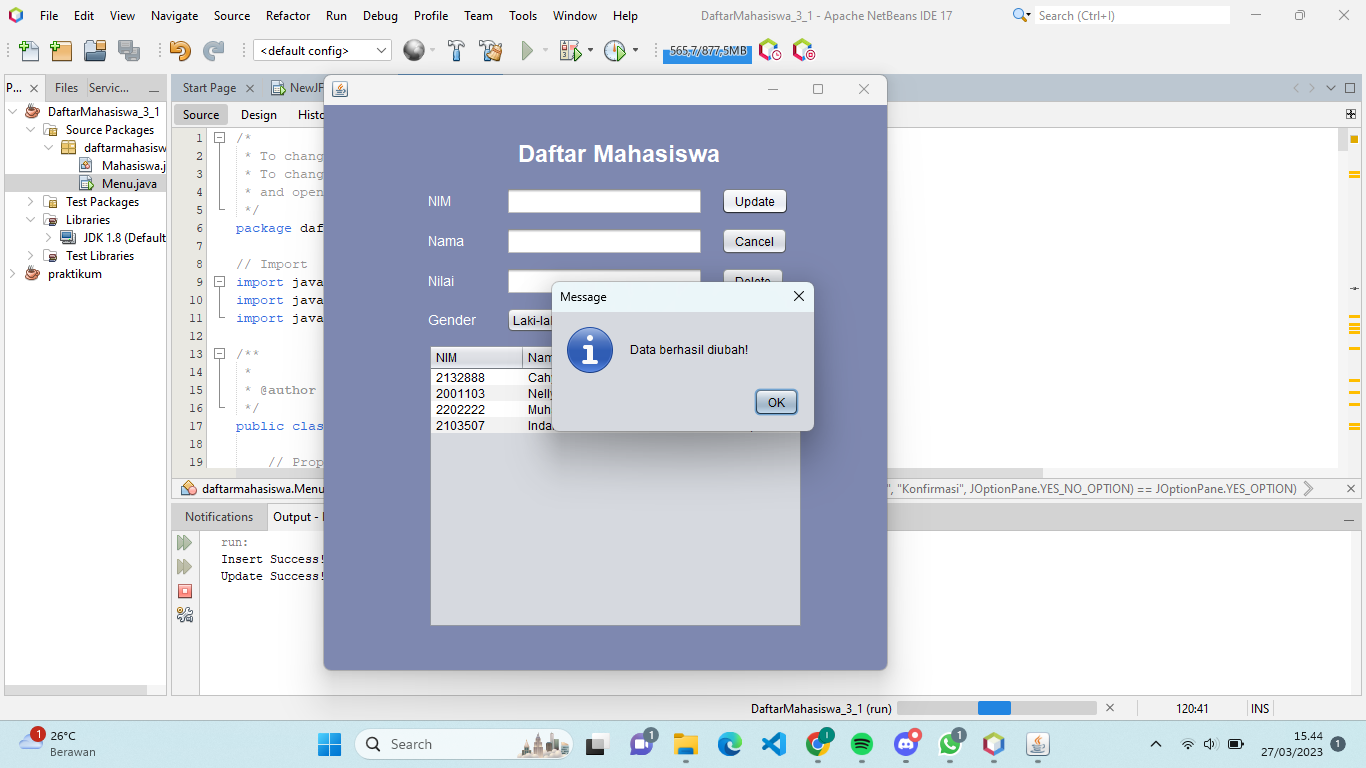 File Edit View Navigate Source Refactor Run Debug Profile Team Tools Window Help DaftarMahasiswa_3_1 - Apache NetBeans IDE 17 Search (Ctrl+I)
<default config> 565,7/877,5MB
P... Files Servic... Start Page NewJF
Source Design Histo
DaftarMahasiswa_3_1
Source Packages
daftarmahasisw
Mahasiswa.j
Menu.java
Test Packages
Libraries
JDK 1.8 (Default
Test Libraries
praktikum
1 /*
2 * To chang
3 * To chang
4 * and open
5 */
6 package daf
7
8 // Import
9 import java
10 import java
11 import java
12
13 /**
14 *
15 * @author
16 */
17 public clas
18
19 // Prop
daftarmahasiswa.Menu
", "Konfirmasi", JOptionPane.YES_NO_OPTION) == JOptionPane.YES_OPTION)
Daftar Mahasiswa
NIM Update
Nama Cancel
Nilai Delete
Gender Laki-lak
NIM Nam
2132888 Cah
2001103 Nelly
2202222 Muh
2103507 Inda
Message
Data berhasil diubah!
OK
Notifications Output -
run:
Insert Success!
Update Success!
DaftarMahasiswa_3_1 (run) 120:41 INS
1 26°C
Berawan
Search
1 1 1
15.44
27/03/2023